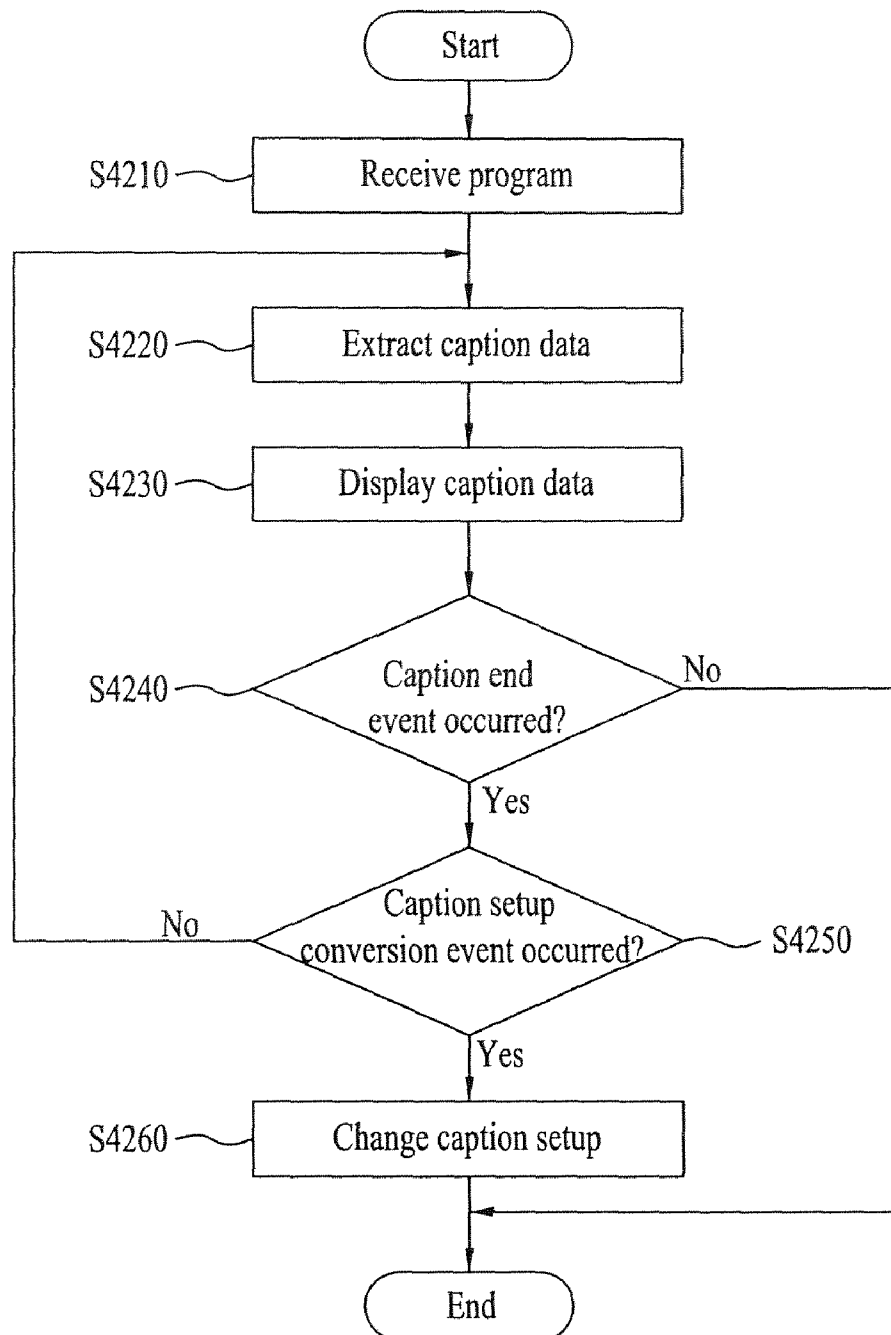 Start
S4210
Receive program
S4220
Extract caption data
S4230
Display caption data
S4240
Caption end
event occurred?
No
Yes
Caption setup
conversion event occurred?
No
S4250
Yes
S4260
Change caption setup
End